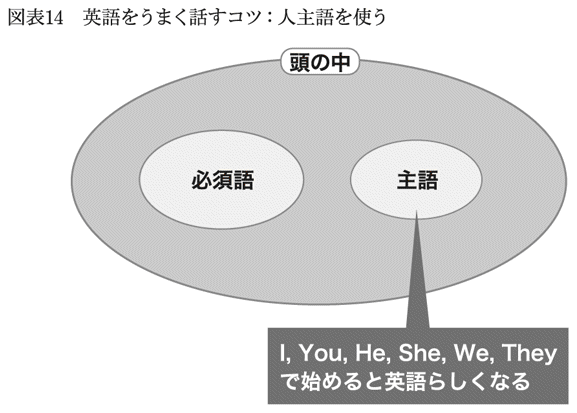 図表14　英語をうまく話すコツ：人主語を使う
頭の中
必須語
主語
I, You, He, She, We, They
で始めると英語らしくなる